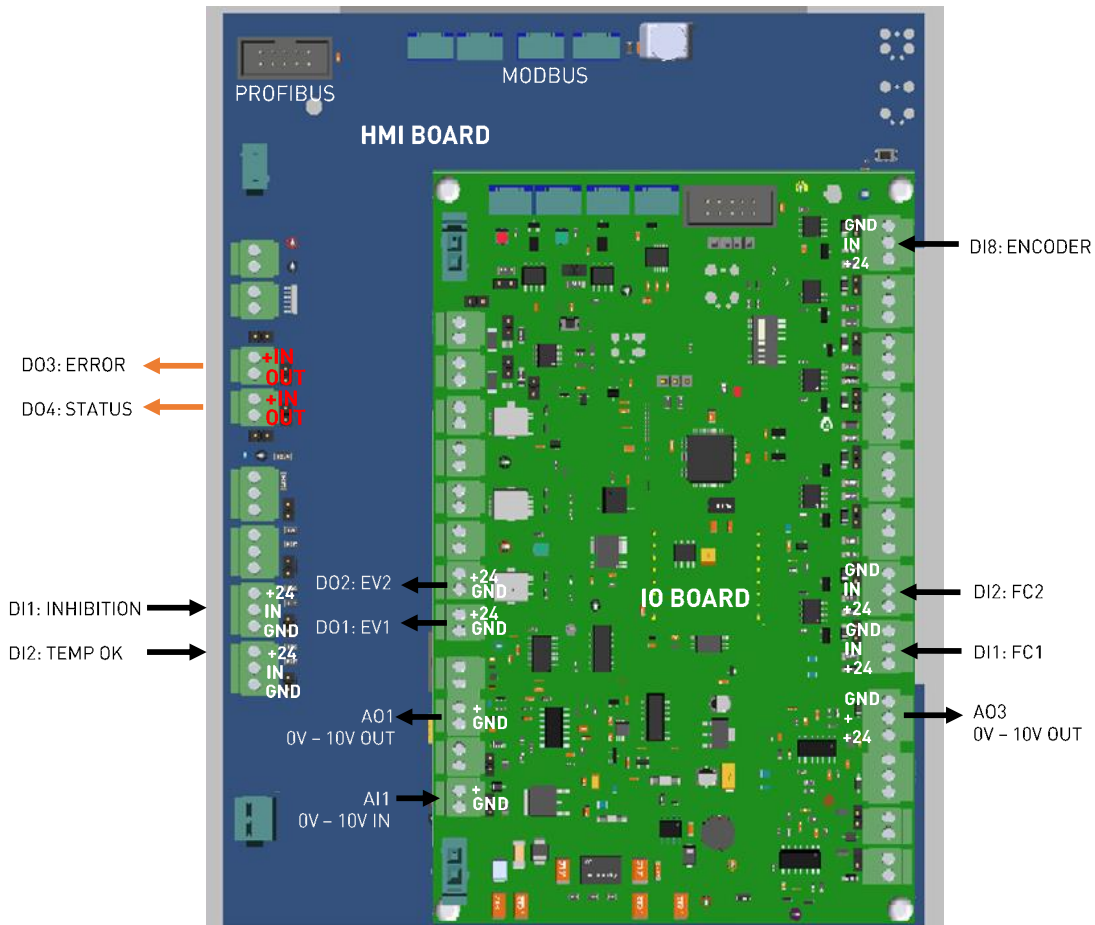 PROFIBUS
MODBUS
HMI BOARD
GND
IN
+24
DI8: ENCODER
DO3: ERROR
+IN
OUT
DO4: STATUS
+IN
OUT
DO2: EV2
+24
GND
DO1: EV1
+24
GND
IO BOARD
GND
IN
+24
DI2: FC2
GND
IN
+24
DI1: FC1
DI1: INHIBITION
+24
IN
GND
DI2: TEMP OK
+24
IN
GND
AO1
0V – 10V OUT
+
GND
GND
+
+24
AO3
0V – 10V OUT
AI1
0V – 10V IN
+
GND